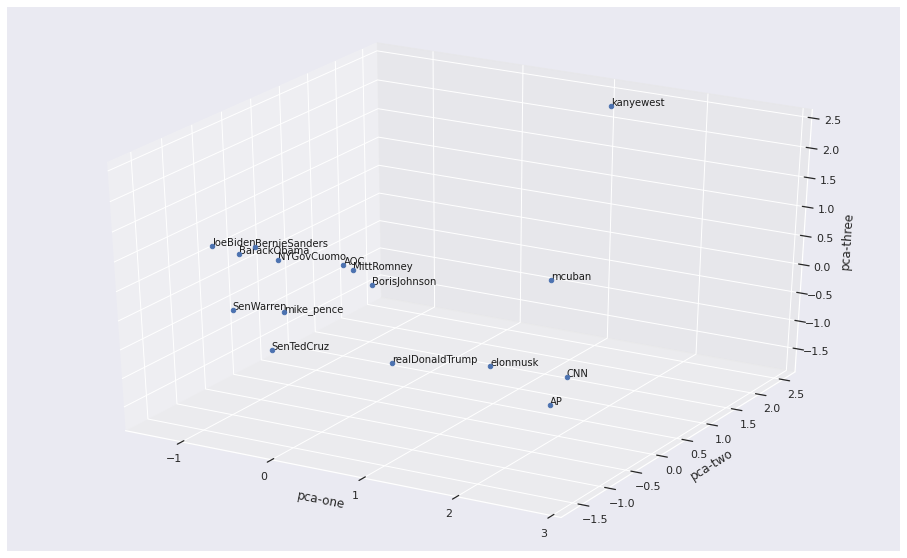 kanyewest
JoeBiden
BernieSanders
BarackObama
NYGovCuomo
AOC
MittRomney
BorisJohnson
mcuban
SenWarren
mike_pence
SenTedCruz
realDonaldTrump
elonmusk
CNN
AP
2.5
2.0
1.5
1.0
0.5
0.0
−0.5
−1.0
−1.5
pca-three
2.5
2.0
1.5
1.0
0.5
0.0
−0.5
−1.0
−1.5
pca-two
−1
0
1
2
3
pca-one